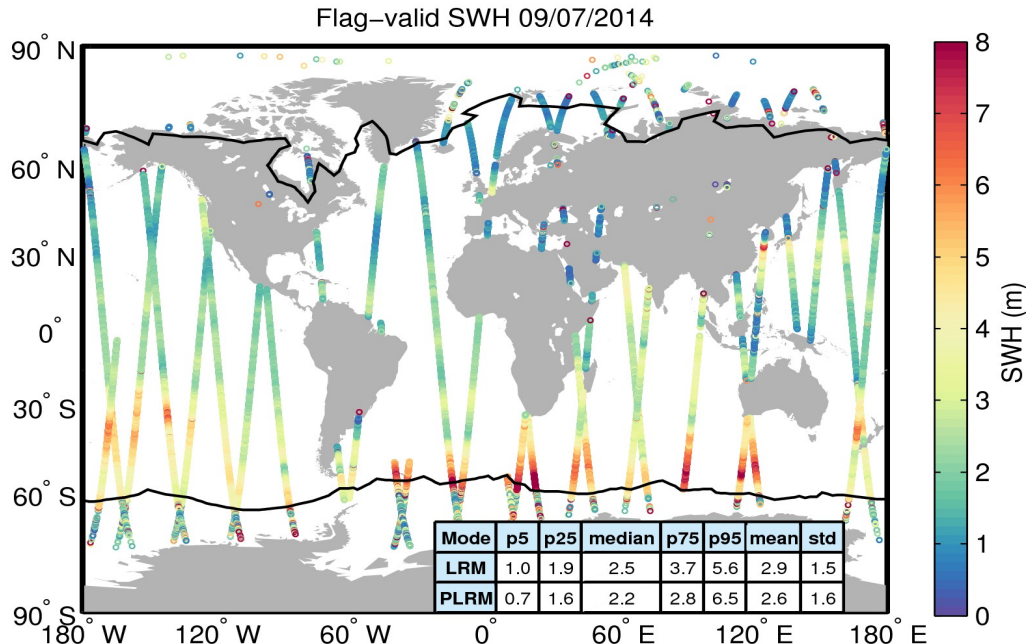 Flag−valid SWH 09/07/2014
90° N
60° N
30° N
0°
30° S
60° S
90° S
180° W
120° W
60° W
0°
60° E
120° E
180° E
8
7
6
5
4
3
2
1
0
SWH (m)
Mode p5 p25 median p75 p95 mean std
LRM 1.0 1.9 2.5 3.7 5.6 2.9 1.5
PLRM 0.7 1.6 2.2 2.8 6.5 2.6 1.6